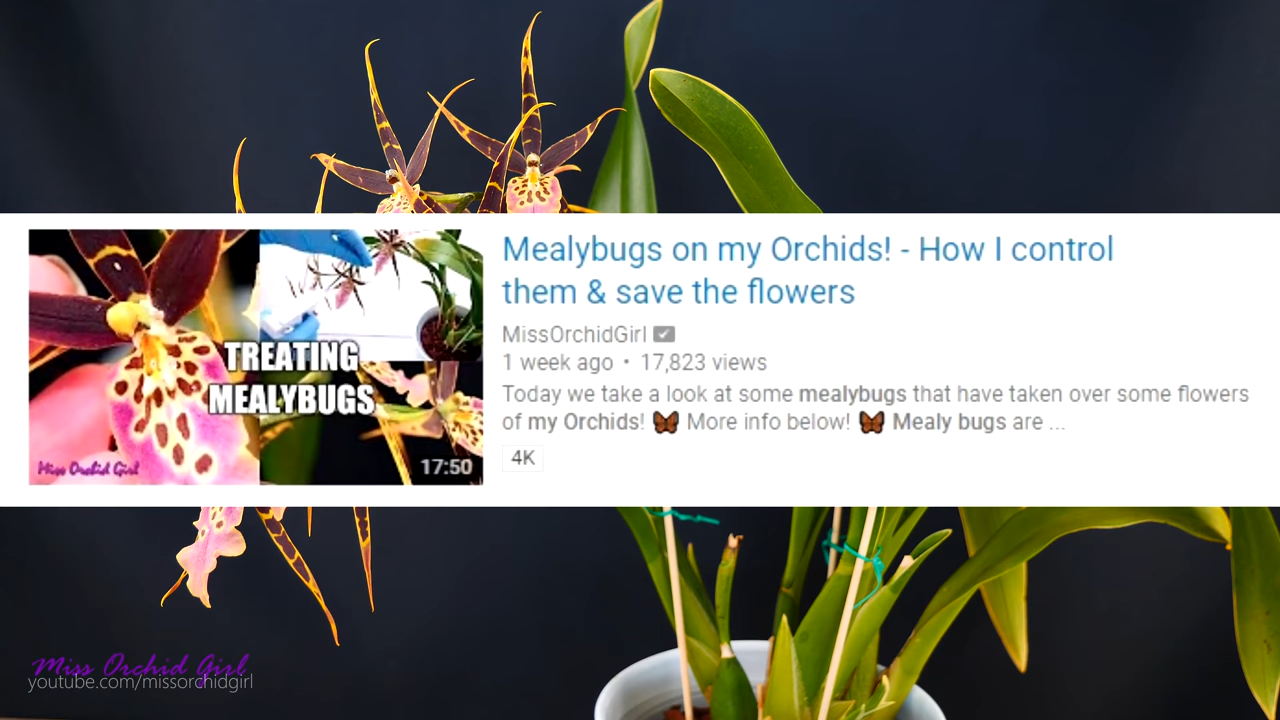 Mealybugs on my Orchids! - How I control
them & save the flowers
MissOrchidGirl
1 week ago • 17,823 views
Today we take a look at some mealybugs that have taken over some flowers
of my Orchids! 🦋 More info below! 🦋 Mealy bugs are ...
4K
TREATING
MEALYBUGS
Miss Orchid Girl
17:50
Miss Orchid Girl
youtube.com/missorchidgirl